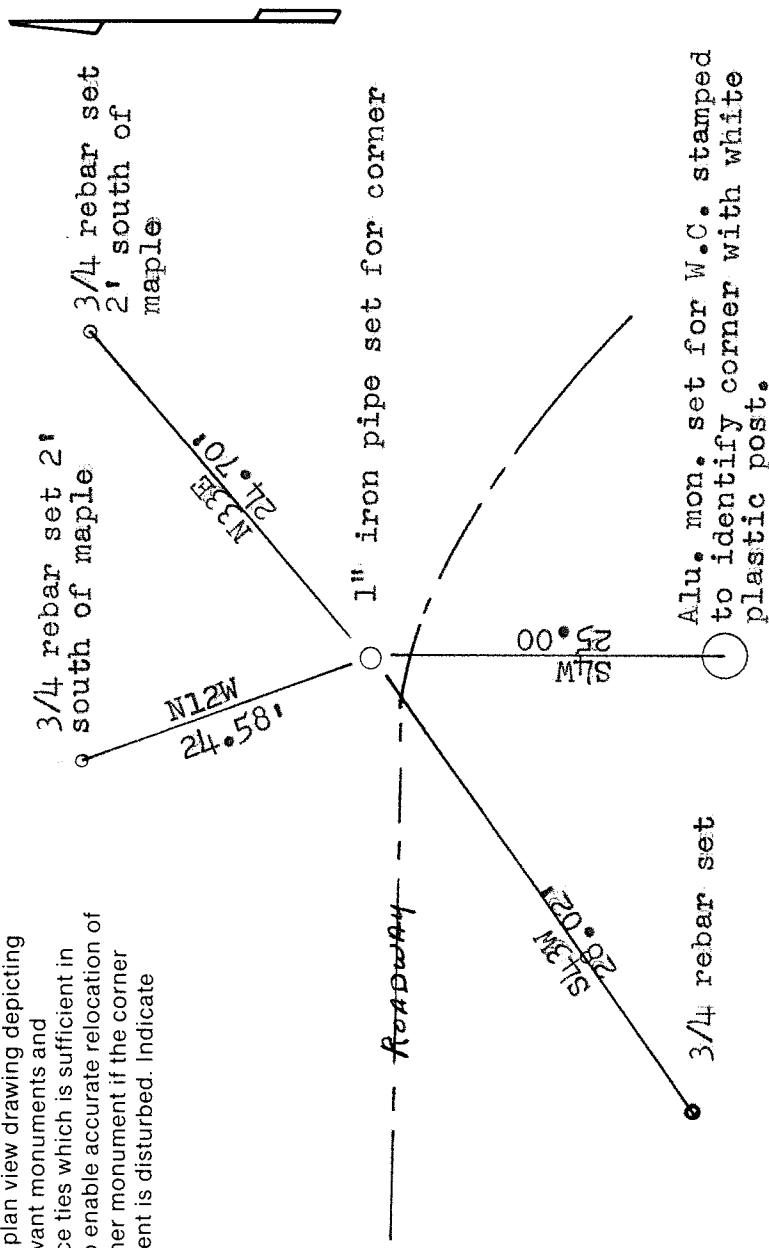 plan view drawing depicting
vant monuments and
ce ties which is sufficient in
o enable accurate relocation of
ner monument if the corner
ent is disturbed. Indicate
3/4 rebar set 2'
south of maple
3/4 rebar set
2' south of
maple
N12W
24.58'
N33E
24.70'
1" iron pipe set for corner
ROADWAY
S4W
25.00
S43W
28.02'
3/4 rebar set
Alu. mon. set for W.C. stamped
to identify corner with white
plastic post.